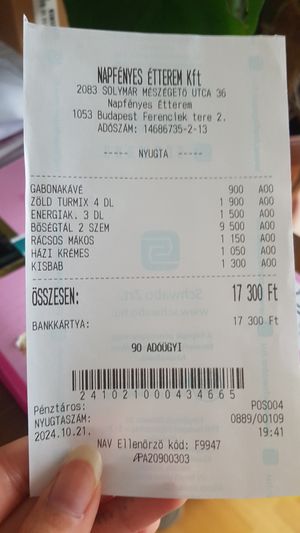 NAPFÉNYES ÉTTEREM Kft
2083 SOLYMÁR MÉSZÉGETŐ UTCA 36
Napfényes Étterem
1053 Budapest Ferenciek tere 2.
ADÓSZÁM: 14686735-2-13
----- NYUGTA -----
GABONAKÁVÉ 900 A00
ZÖLD TURMIX 4 DL 1 900 A00
ENERGIAK. 3 DL 1 500 A00
BŐSÉGTÁL 2 SZEM 9 500 A00
RÁCSOS MÁKOS 1 150 A00
HÁZI KRÉMES 1 050 A00
KISBAB 1 300 A00
ÖSSZESEN: 17 300 Ft
BANKKÁRTYA: 17 300 Ft
90 ADÓÜGYI
2410210004346​65
Pénztáros: POS004
NYUGTASZÁM: 0889/00109
2024.10.21. 19:41
NAV Ellenőrző kód: F9947
APA20900303